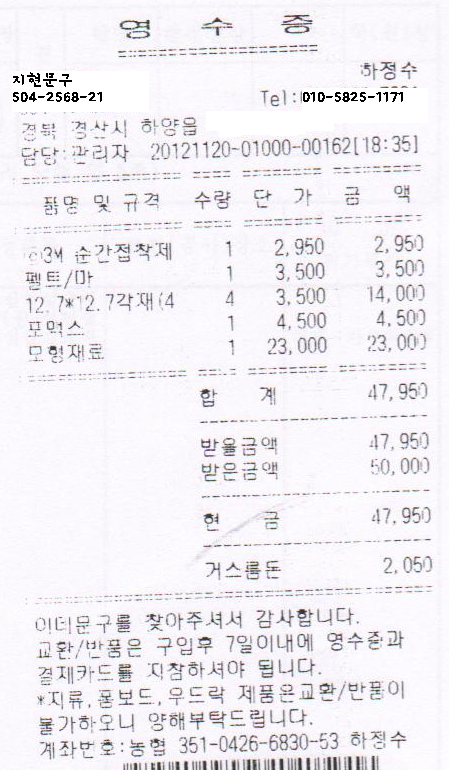 영 수 증
하정수
지현문구
504-2568-21 Tel: 010-5825-1171
경북 경산시 하양읍
담당:관리자 20121120-01000-00162[18:35]
품명 및 규격 수량 단 가 금 액
@3M 순간접착제 1 2,950 2,950
펠트/마 1 3,500 3,500
12.7*12.7각재(4 4 3,500 14,000
포멕스 1 4,500 4,500
모형재료 1 23,000 23,000
합 계 47,950
받을금액 47,950
받은금액 50,000
현 금 47,950
거스름돈 2,050
이데문구를 찾아주셔서 감사합니다.
교환/반품은 구입후 7일이내에 영수증과
결제카드를 지참하셔야 됩니다.
*지류,폼보드,우드락 제품은교환/반품이
불가하오니 양해부탁드립니다.
계좌번호:농협 351-0426-6830-53 하정수